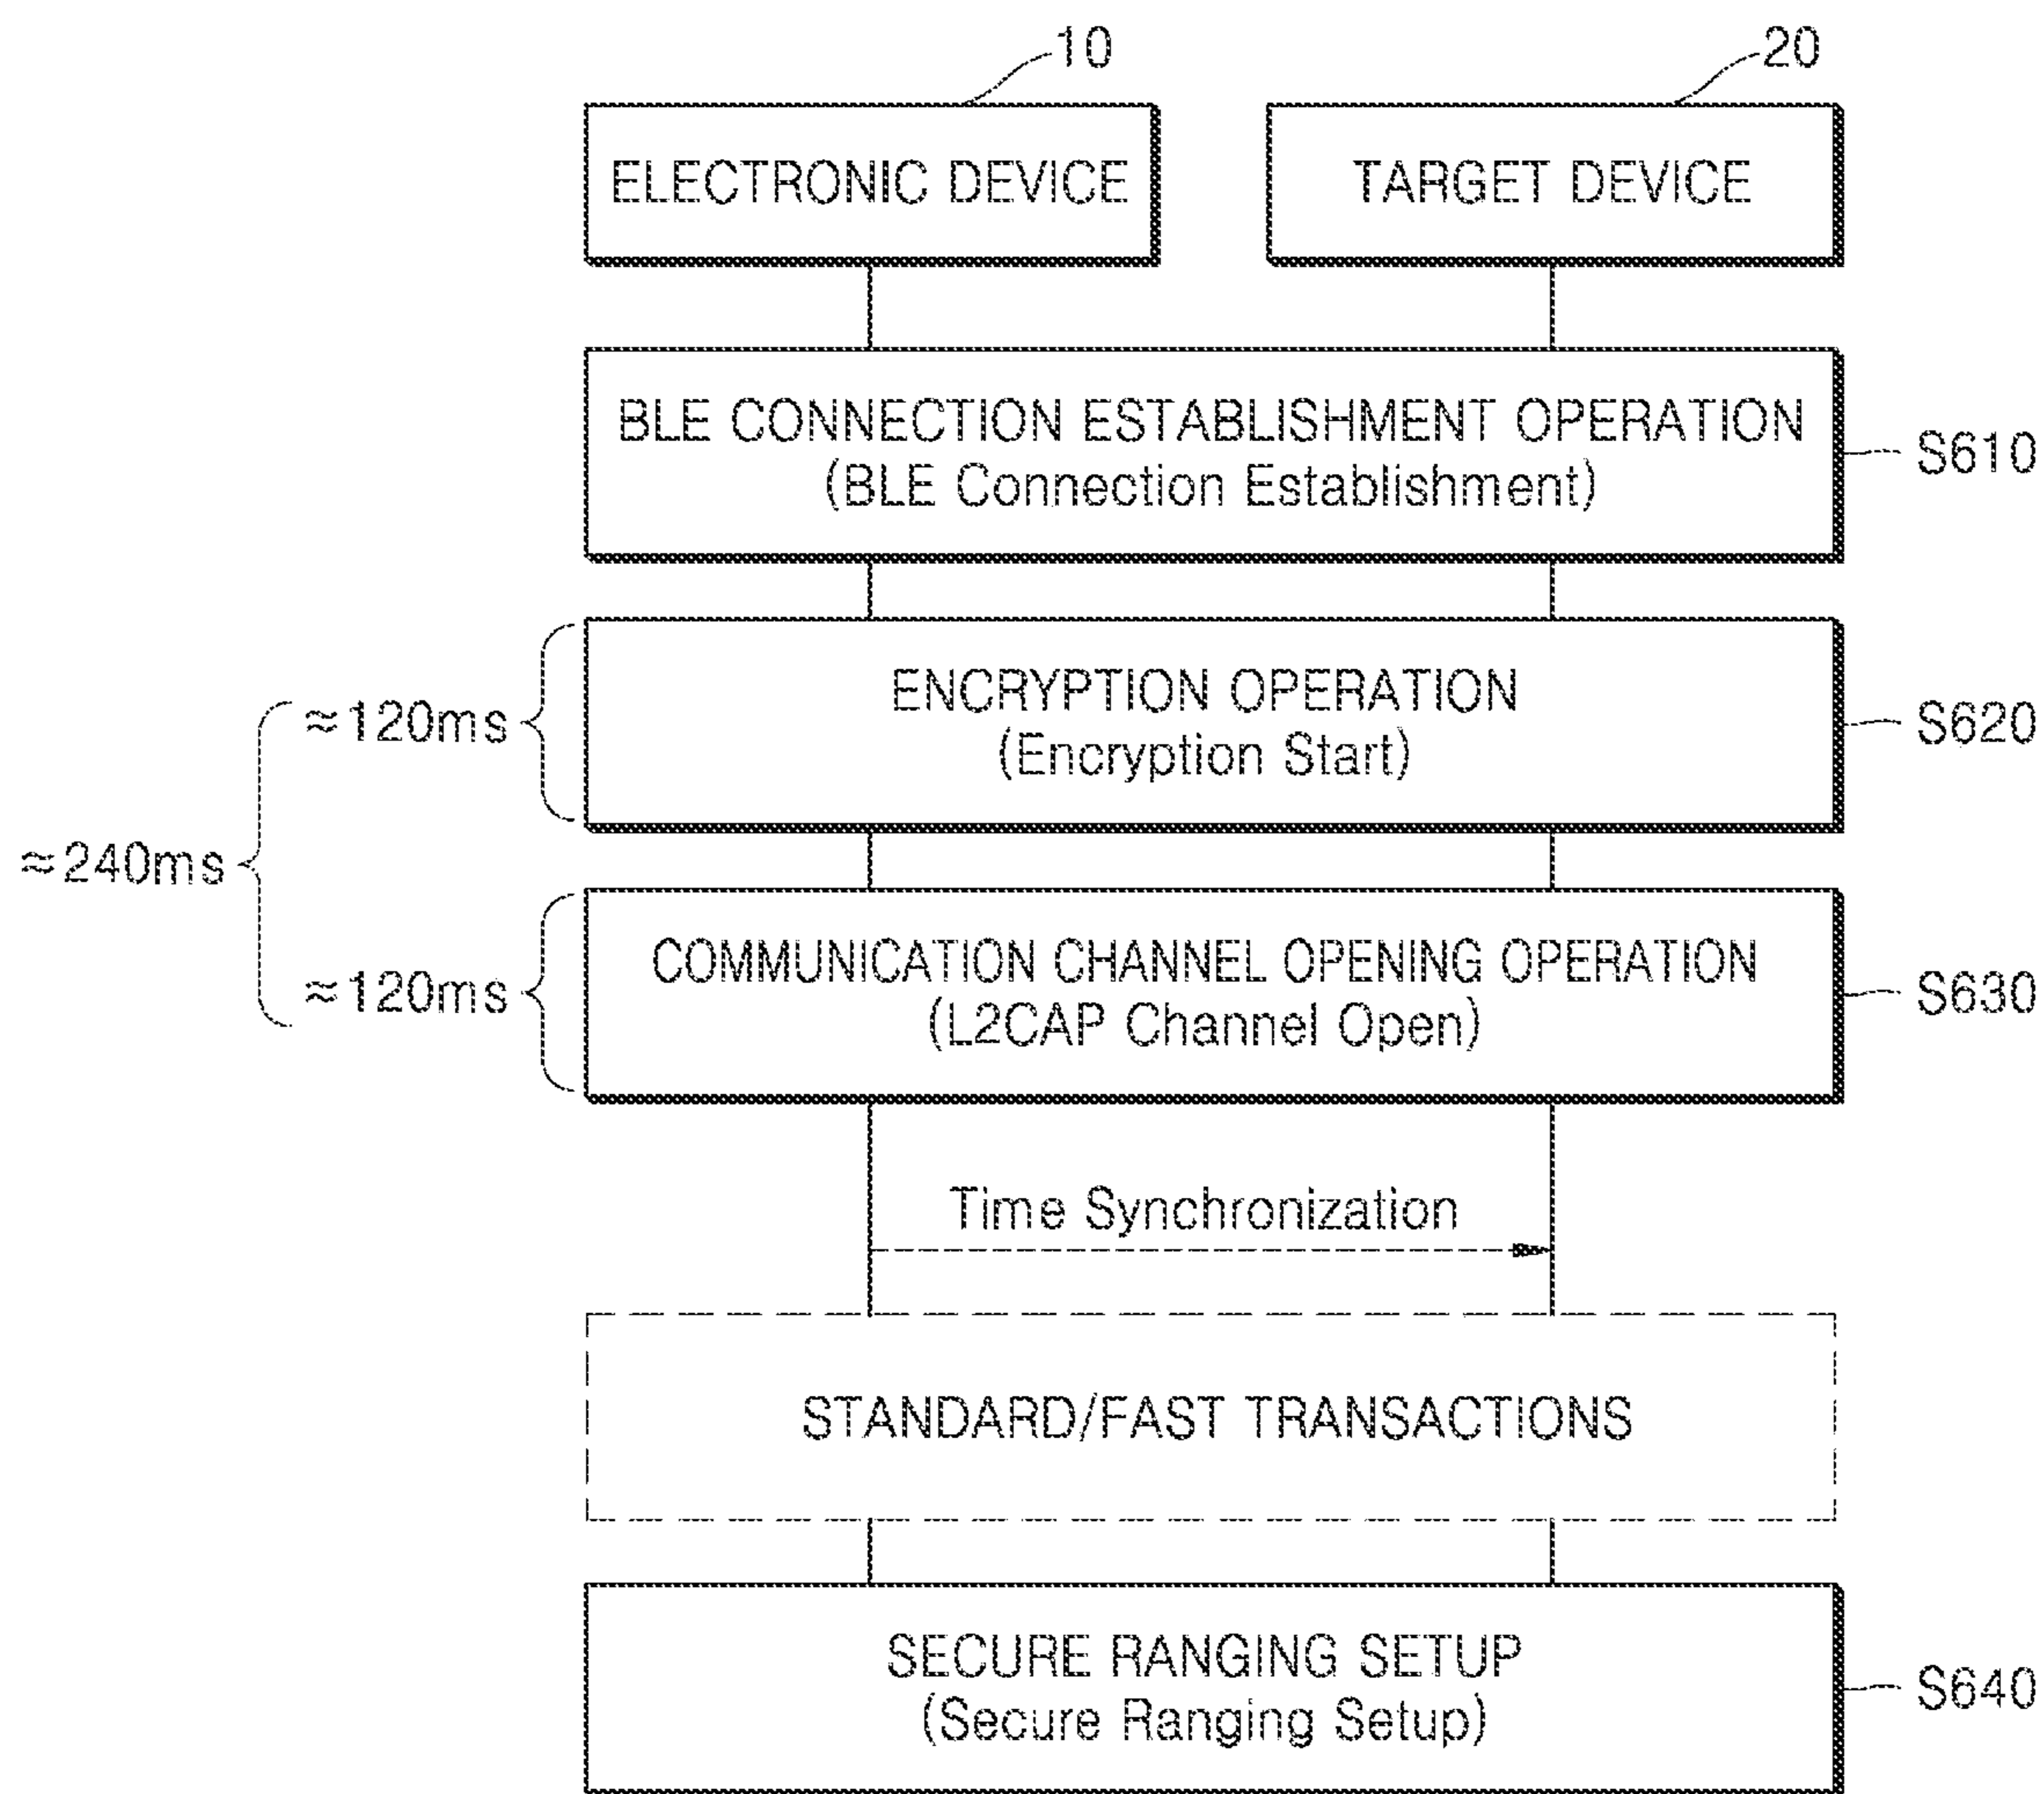 10
20
ELECTRONIC DEVICE
TARGET DEVICE
BLE CONNECTION ESTABLISHMENT OPERATION
(BLE Connection Establishment)
S610
ENCRYPTION OPERATION
(Encryption Start)
≈120ms
S620
≈240ms
COMMUNICATION CHANNEL OPENING OPERATION
(L2CAP Channel Open)
≈120ms
S630
Time Synchronization
STANDARD/FAST TRANSACTIONS
SECURE RANGING SETUP
(Secure Ranging Setup)
S640